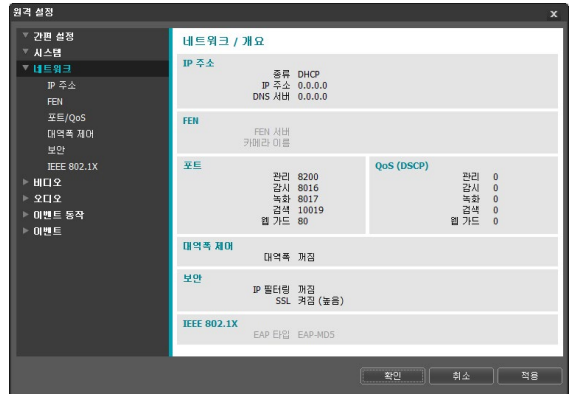 원격 설정
x
간편 설정
시스템
네트워크
IP 주소
FEN
포트/QoS
대역폭 제어
보안
IEEE 802.1X
비디오
오디오
이벤트 동작
이벤트
네트워크 / 개요
IP 주소
종류 DHCP
IP 주소 0.0.0.0
DNS 서버 0.0.0.0
FEN
FEN 서버
카메라 이름
포트
관리 8200
감시 8016
녹화 8017
검색 10019
웹 가드 80
QoS (DSCP)
관리 0
감시 0
녹화 0
검색 0
웹 가드 0
대역폭 제어
대역폭 꺼짐
보안
IP 필터링 꺼짐
SSL 켜짐 (높음)
IEEE 802.1X
EAP 타입 EAP-MD5
확인 취소 적용